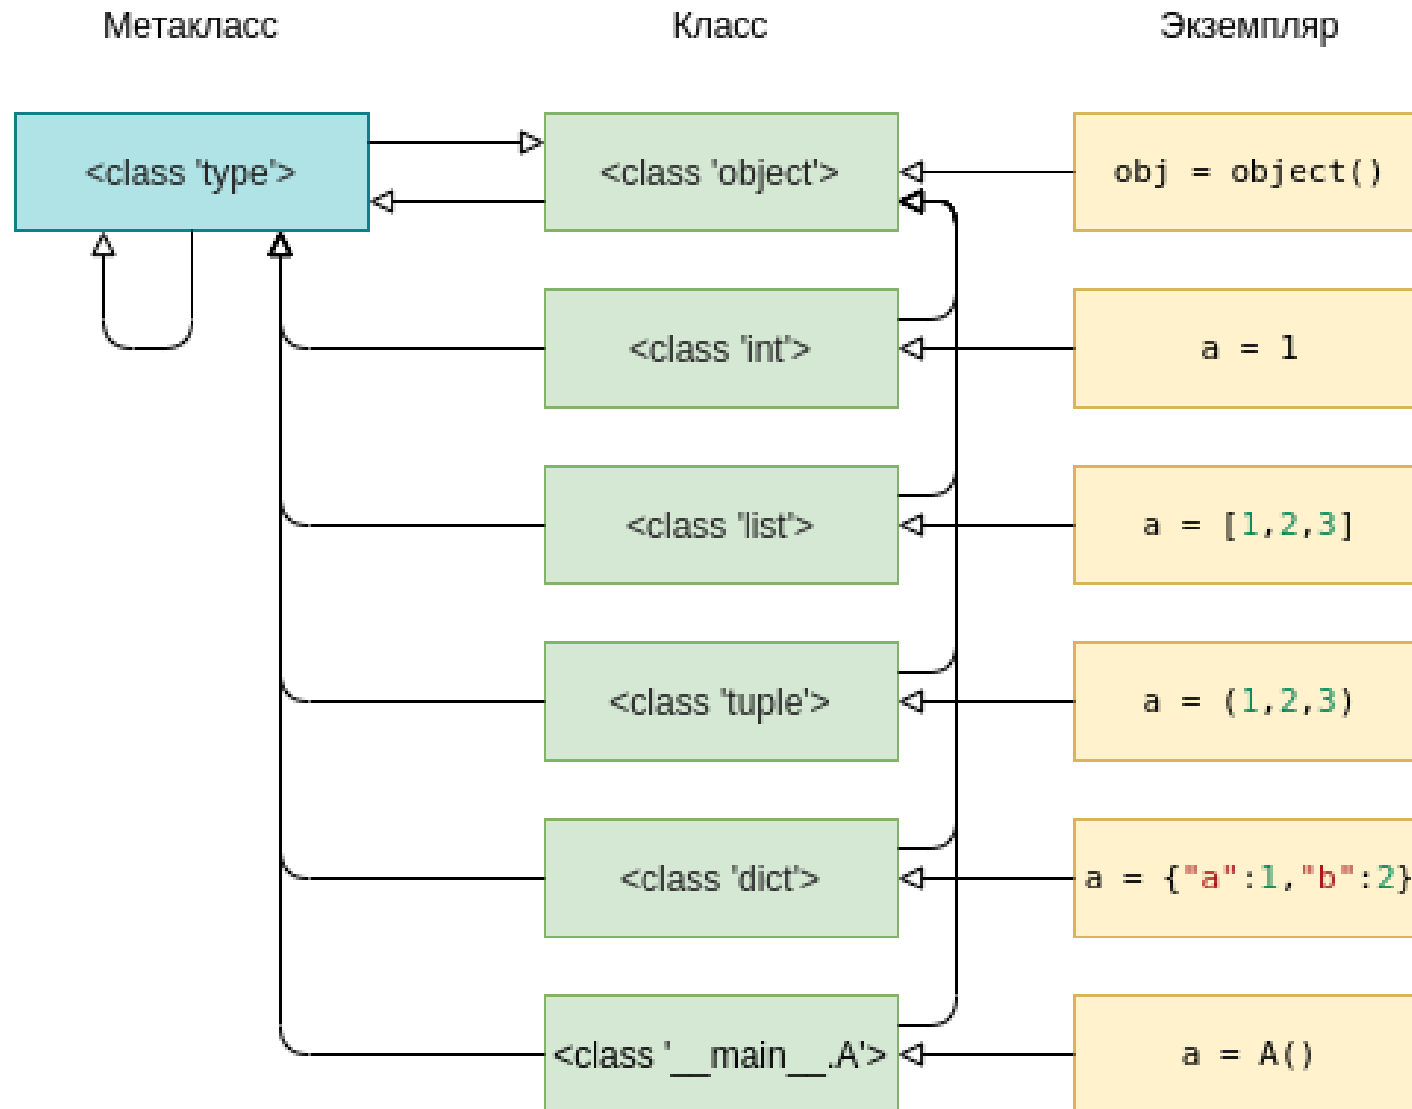 Метакласс
Класс
Экземпляр
<class 'type'>
<class 'object'>
obj = object()
<class 'int'>
a = 1
<class 'list'>
a = [1,2,3]
<class 'tuple'>
a = (1,2,3)
<class 'dict'>
a = {"a":1,"b":2}
<class '__main__.A'>
a = A()